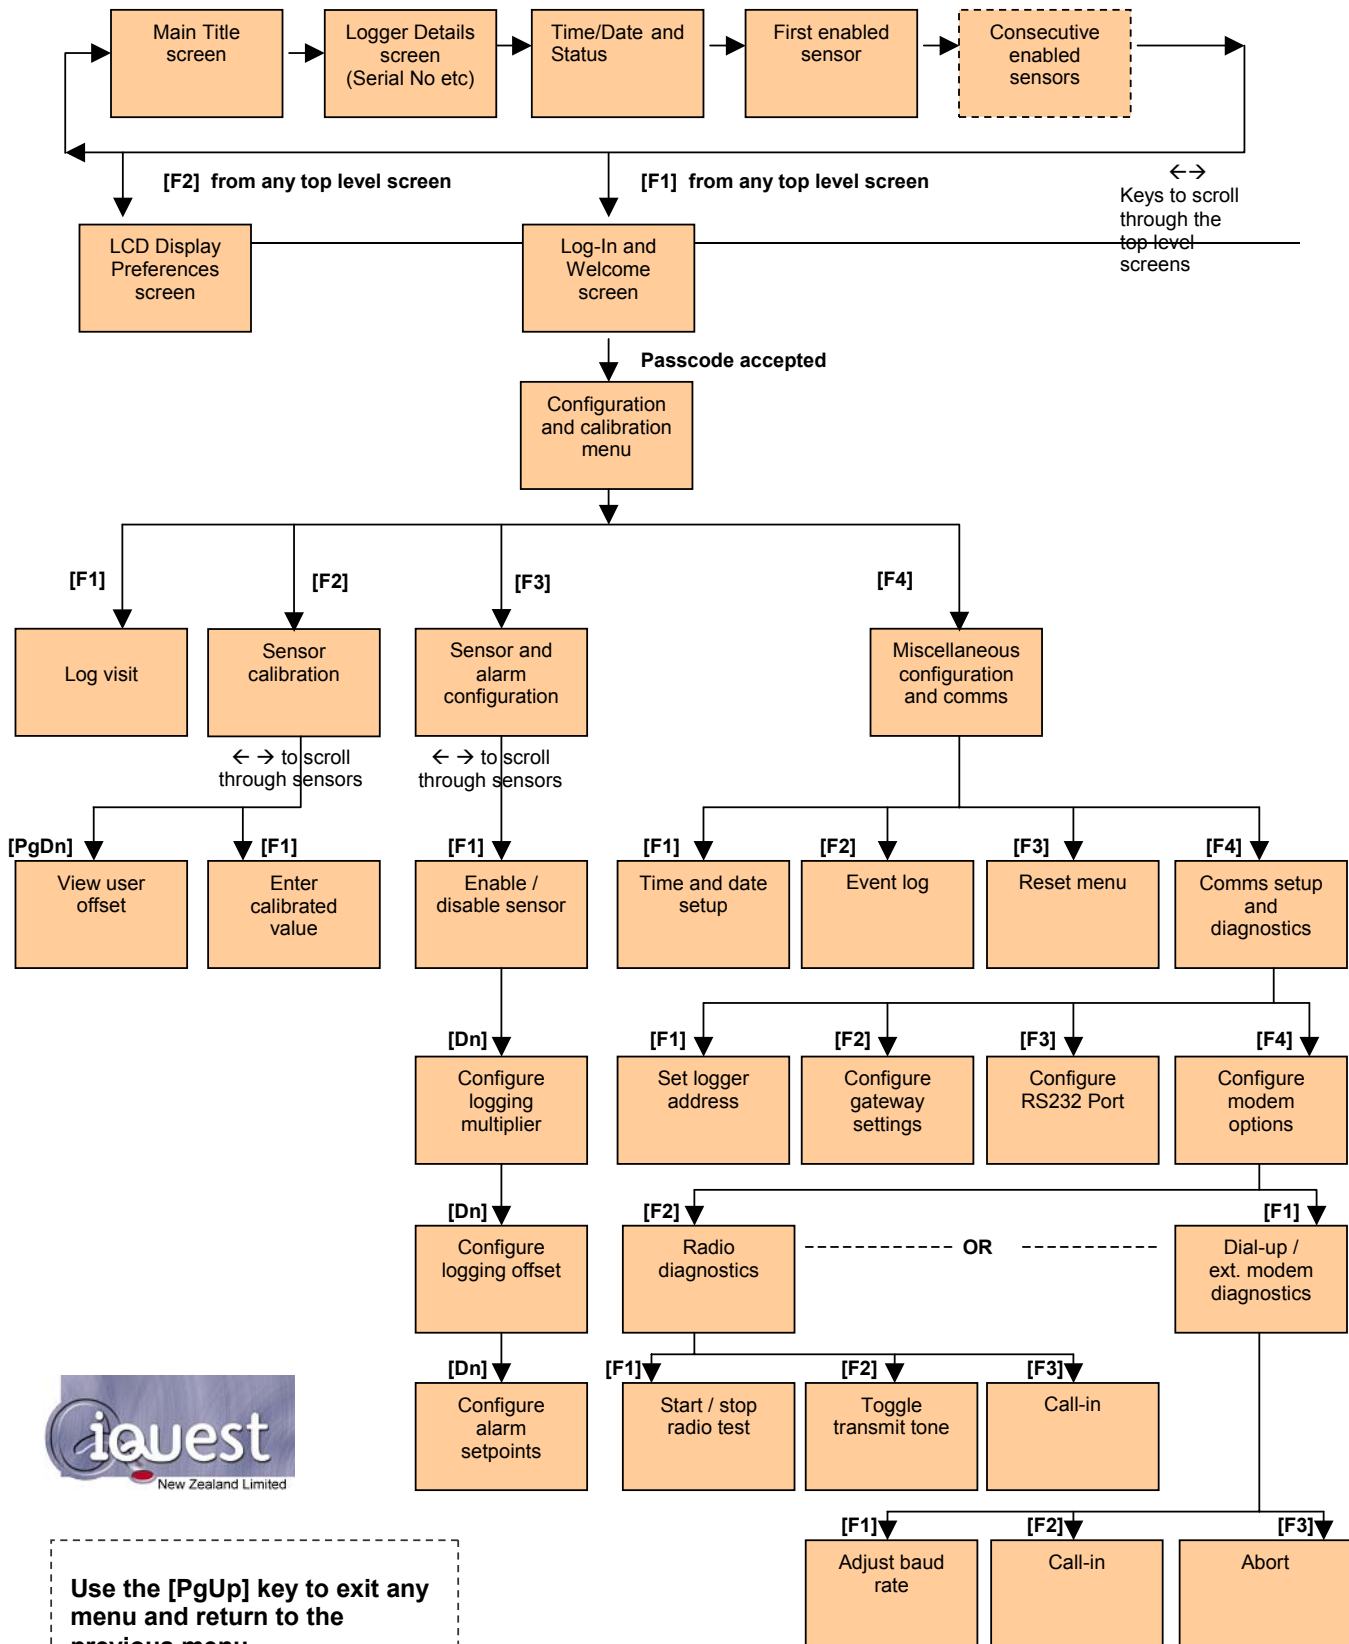 Main Title
screen
Logger Details
screen
(Serial No etc)
Time/Date and
Status
First enabled
sensor
Consecutive
enabled
sensors
[F2] from any top level screen
[F1] from any top level screen
←→
Keys to scroll
through the
top level
screens
LCD Display
Preferences
screen
Log-In and
Welcome
screen
Passcode accepted
Configuration
and calibration
menu
[F1]
[F2]
[F3]
[F4]
Log visit
Sensor
calibration
Sensor and
alarm
configuration
Miscellaneous
configuration
and comms
← → to scroll
through sensors
← → to scroll
through sensors
[PgDn]
[F1]
[F1]
[F1]
[F2]
[F3]
[F4]
View user
offset
Enter
calibrated
value
Enable /
disable sensor
Time and date
setup
Event log
Reset menu
Comms setup
and
diagnostics
[Dn]
[F1]
[F2]
[F3]
[F4]
Configure
logging
multiplier
Set logger
address
Configure
gateway
settings
Configure
RS232 Port
Configure
modem
options
[Dn]
[F2]
[F1]
Configure
logging offset
Radio
diagnostics
OR
Dial-up /
ext. modem
diagnostics
[Dn]
[F1]
[F2]
[F3]
Configure
alarm
setpoints
Start / stop
radio test
Toggle
transmit tone
Call-in
iquest
New Zealand Limited
[F1]
[F2]
[F3]
Adjust baud
rate
Call-in
Abort
Use the [PgUp] key to exit any
menu and return to the
previous menu